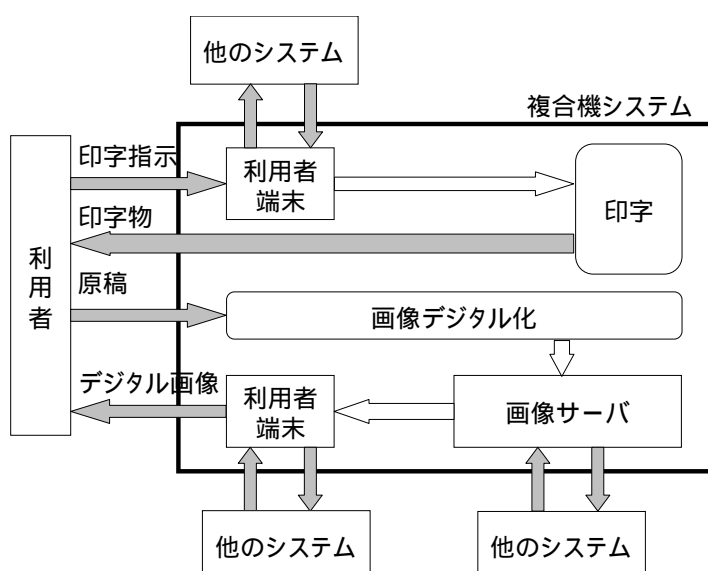 他のシステム
複合機システム
印字指示
利用者
端末
印字
印字物
利用者
原稿
画像デジタル化
デジタル画像
利用者
端末
画像サーバ
他のシステム
他のシステム